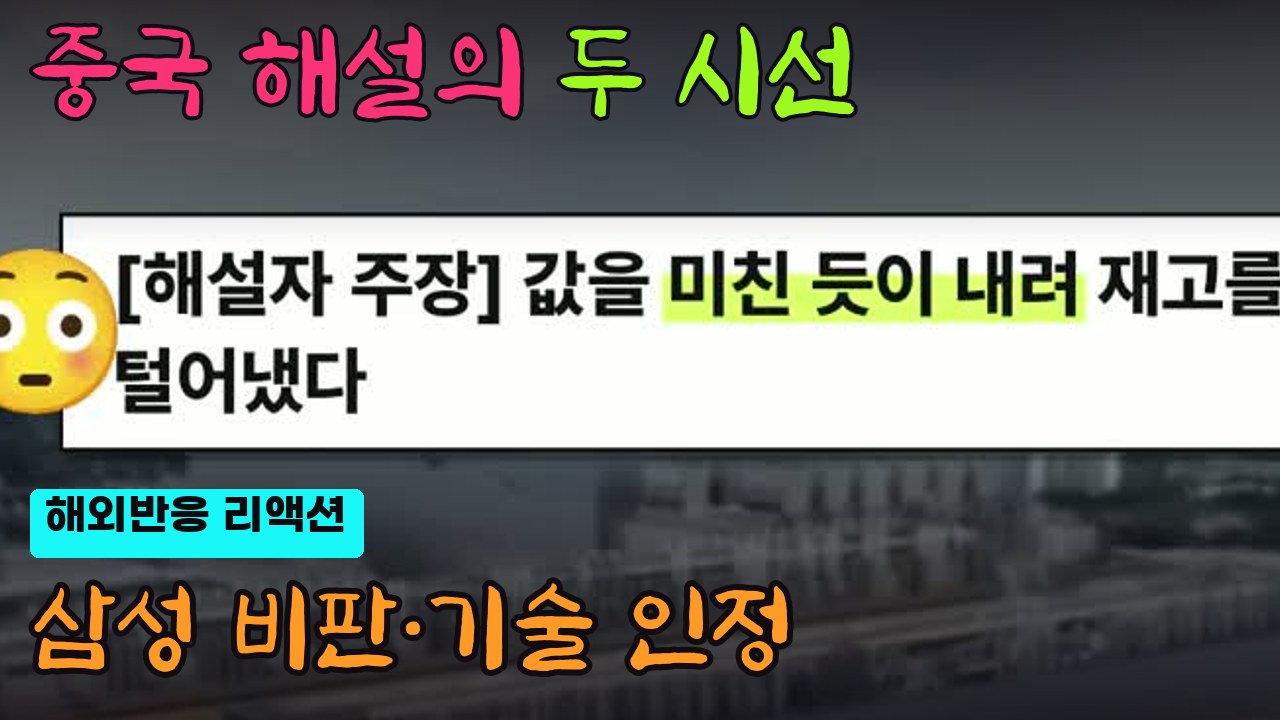 중국 해설의 두 시선
[해설자 주장] 값을 미친 듯이 내려 재고를
털어냈다
해외반응 리액션
삼성 비판·기술 인정